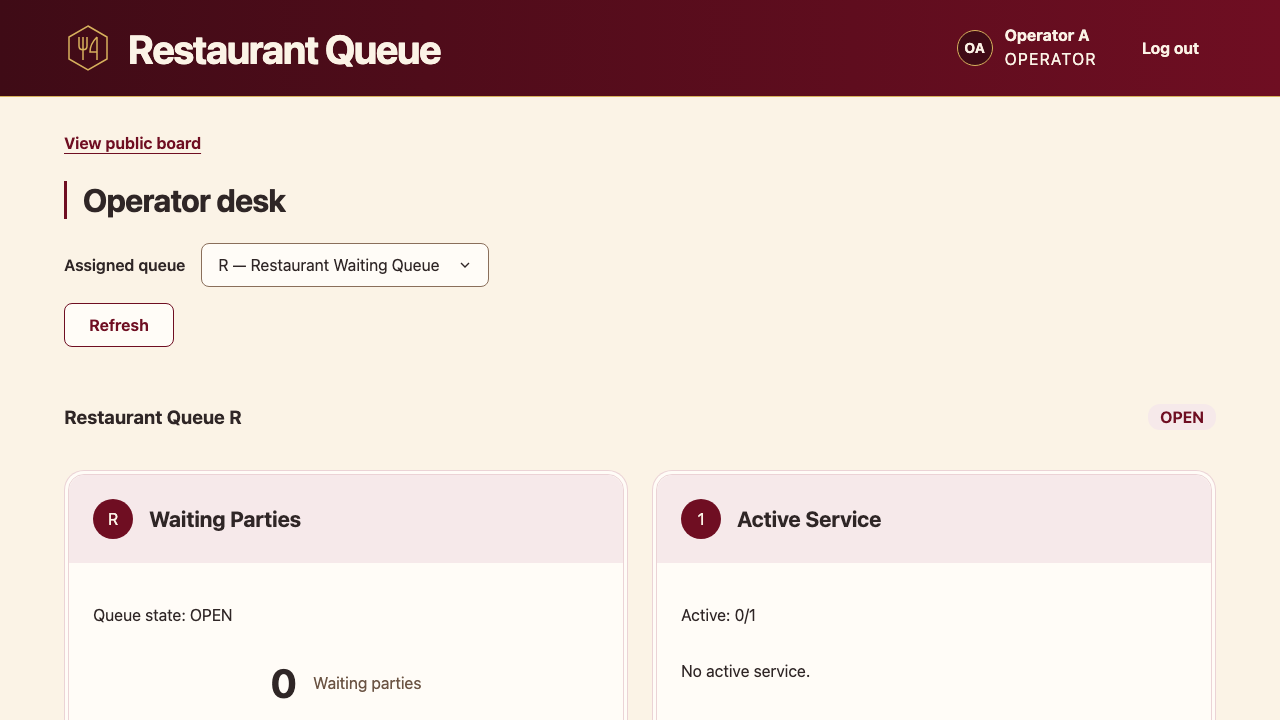 Restaurant Queue
OA
Operator A
OPERATOR
Log out
View public board
Operator desk
Assigned queue
R — Restaurant Waiting Queue
Refresh
Restaurant Queue R
OPEN
R
Waiting Parties
Queue state: OPEN
0 Waiting parties
1
Active Service
Active: 0/1
No active service.